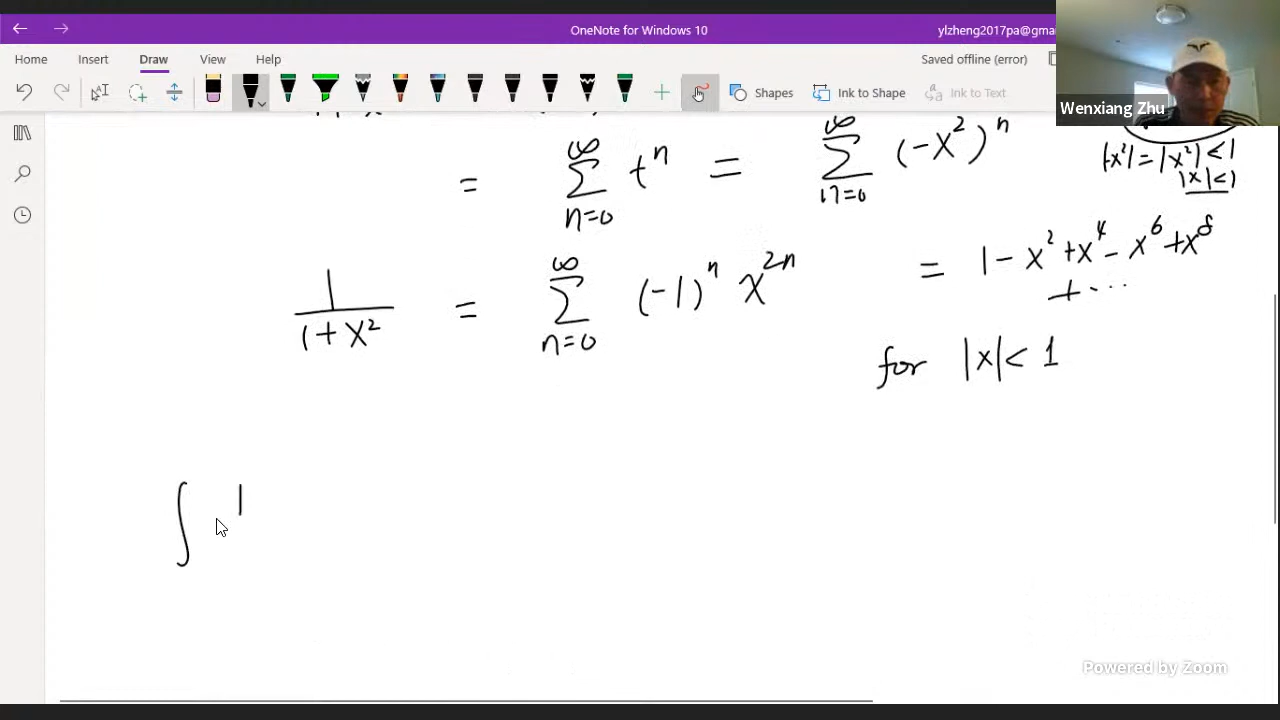 OneNote for Windows 10
ylzheng2017pa@gma
Home Insert Draw View Help
Saved offline (error)
Shapes Ink to Shape Ink to Text
Wenxiang Zhu
= ∑_{n=0}^{∞} t^n = ∑_{n=0}^{∞} (-x^2)^n
|-x^2| = |x^2| < 1
|x| < 1
1/(1+x^2) = ∑_{n=0}^{∞} (-1)^n x^{2n} = 1 - x^2 + x^4 - x^6 + x^8
+ ...
for |x| < 1
∫ 1
Powered by Zoom